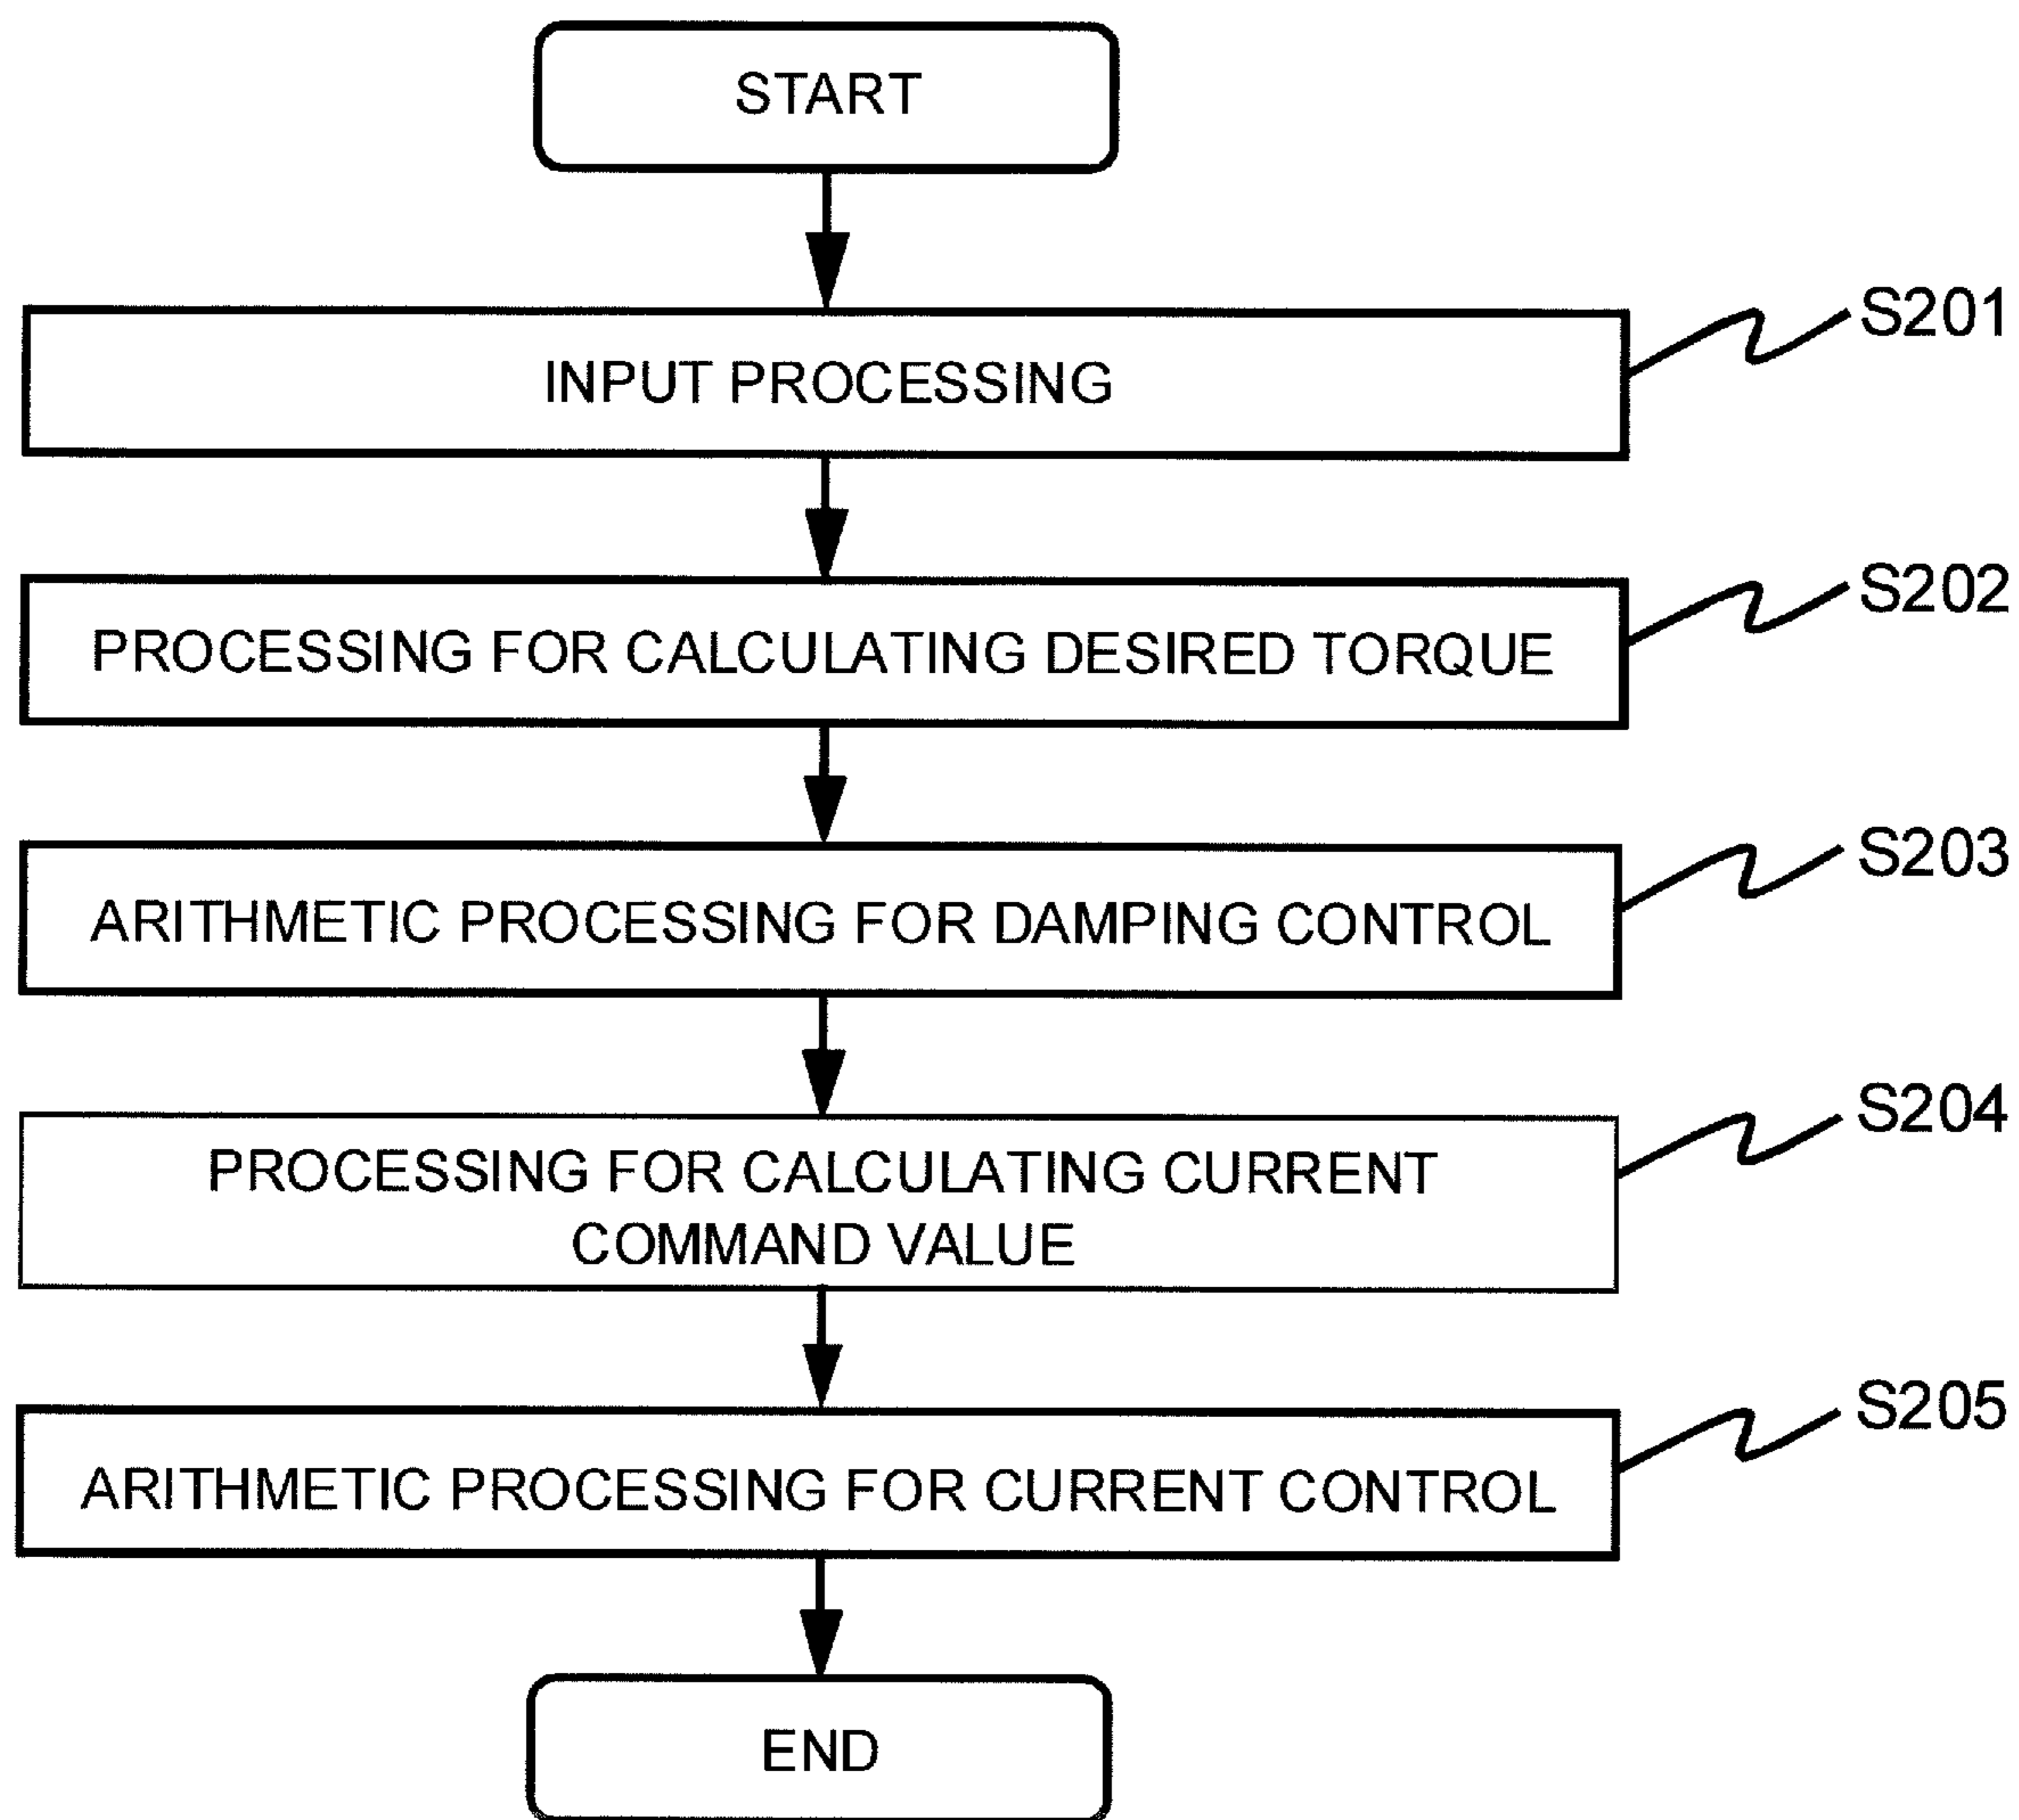 START
S201
INPUT PROCESSING
S202
PROCESSING FOR CALCULATING DESIRED TORQUE
S203
ARITHMETIC PROCESSING FOR DAMPING CONTROL
S204
PROCESSING FOR CALCULATING CURRENT
COMMAND VALUE
S205
ARITHMETIC PROCESSING FOR CURRENT CONTROL
END